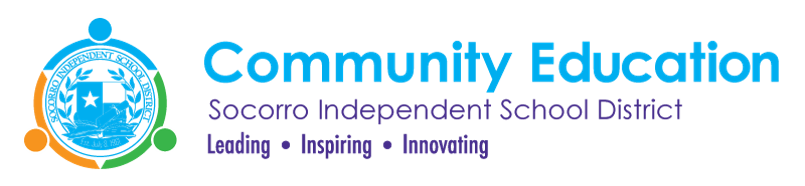 SOCORRO INDEPENDENT SCHOOL DISTRICT
Community Education
Socorro Independent School District
Leading • Inspiring • Innovating